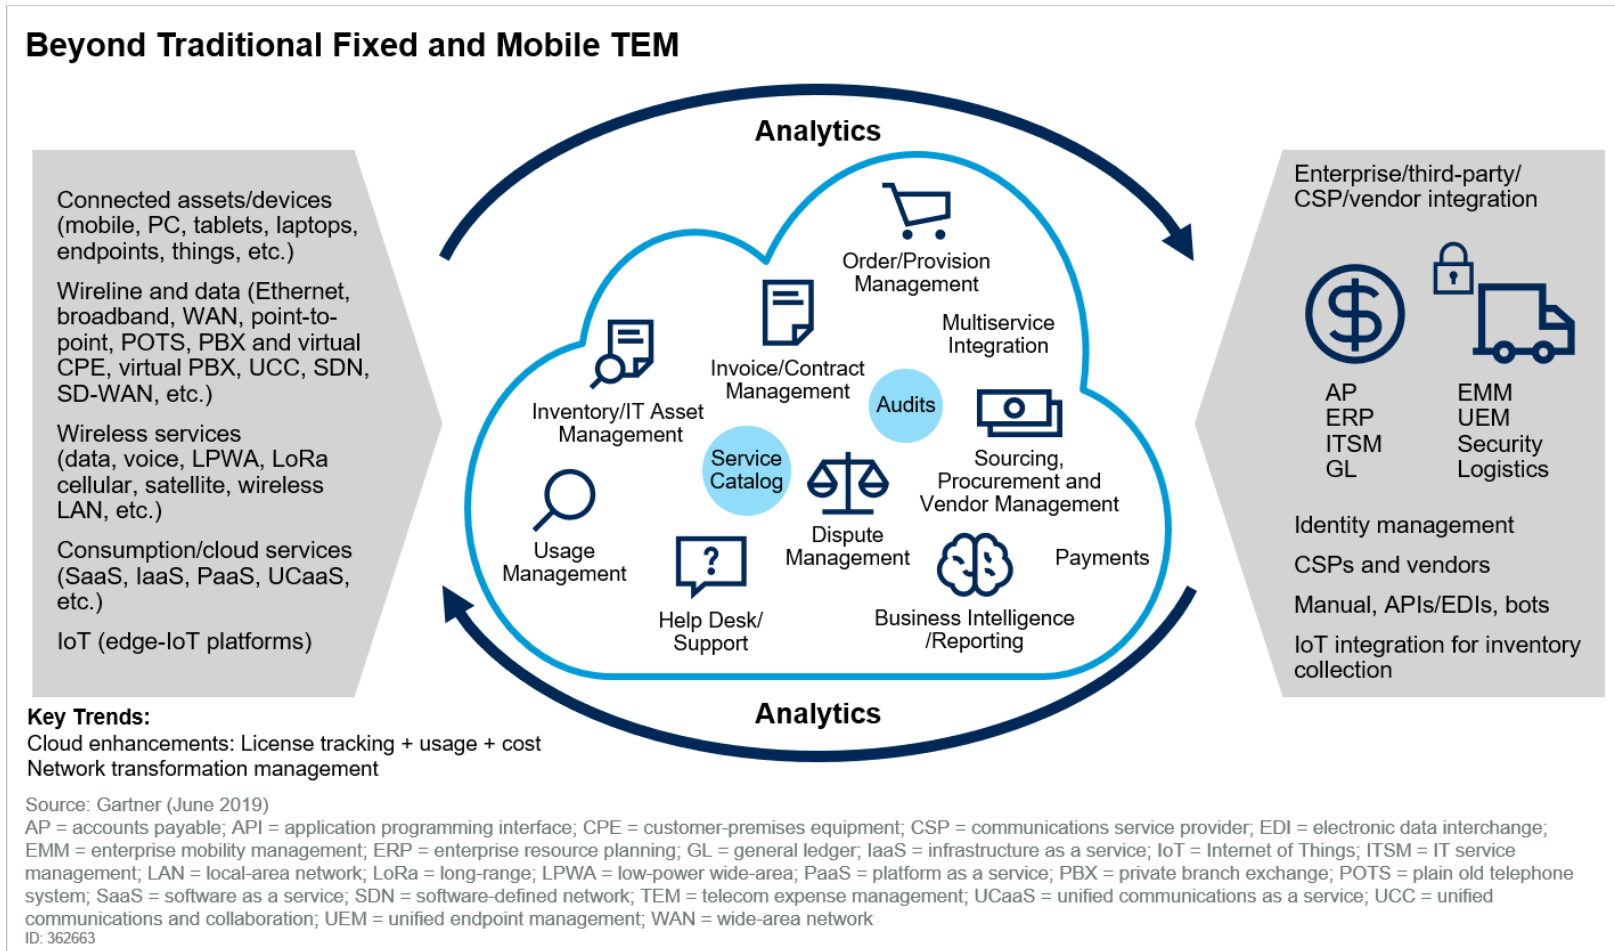 Beyond Traditional Fixed and Mobile TEM
Analytics
Connected assets/devices
(mobile, PC, tablets, laptops,
endpoints, things, etc.)
Wireline and data (Ethernet,
broadband, WAN, point-to-
point, POTS, PBX and virtual
CPE, virtual PBX, UCC, SDN,
SD-WAN, etc.)
Wireless services
(data, voice, LPWA, LoRa
cellular, satellite, wireless
LAN, etc.)
Consumption/cloud services
(SaaS, IaaS, PaaS, UCaaS,
etc.)
IoT (edge-IoT platforms)
Order/Provision
Management
Multiservice
Integration
Invoice/Contract
Management
Audits
Inventory/IT Asset
Management
Service
Catalog
Sourcing,
Procurement and
Vendor Management
Usage
Management
Dispute
Management
Payments
?
Help Desk/
Support
Business Intelligence
/Reporting
Analytics
Enterprise/third-party/
CSP/vendor integration
$
AP
ERP
ITSM
GL
EMM
UEM
Security
Logistics
Identity management
CSPs and vendors
Manual, APIs/EDIs, bots
IoT integration for inventory
collection
Key Trends:
Cloud enhancements: License tracking + usage + cost
Network transformation management
Source: Gartner (June 2019)
AP = accounts payable; API = application programming interface; CPE = customer-premises equipment; CSP = communications service provider; EDI = electronic data interchange;
EMM = enterprise mobility management; ERP = enterprise resource planning; GL = general ledger; IaaS = infrastructure as a service; IoT = Internet of Things; ITSM = IT service
management; LAN = local-area network; LoRa = long-range; LPWA = low-power wide-area; PaaS = platform as a service; PBX = private branch exchange; POTS = plain old telephone
system; SaaS = software as a service; SDN = software-defined network; TEM = telecom expense management; UCaaS = unified communications as a service; UCC = unified
communications and collaboration; UEM = unified endpoint management; WAN = wide-area network
ID: 362663